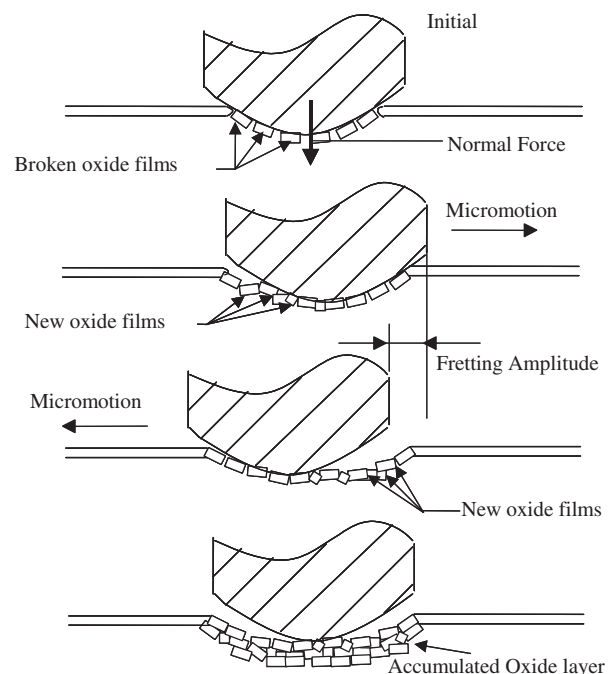 Initial
Normal Force
Broken oxide films
Micromotion
New oxide films
Fretting Amplitude
Micromotion
New oxide films
Accumulated Oxide layer